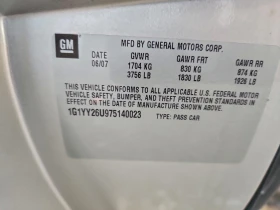 GM
MFD BY GENERAL MOTORS CORP.
06/07 GVWR GAWR FRT GAWR RR
1704 KG 830 KG 874 KG
3756 LB 1830 LB 1926 LB
THIS VEHICLE CONFORMS TO ALL APPLICABLE U.S. FEDERAL MOTOR
VEHICLE SAFETY, BUMPER, AND THEFT PREVENTION STANDARDS IN
EFFECT ON THE DATE OF MANUFACTURE SHOWN ABOVE.
1G1YY26U975140023 TYPE: PASS CAR